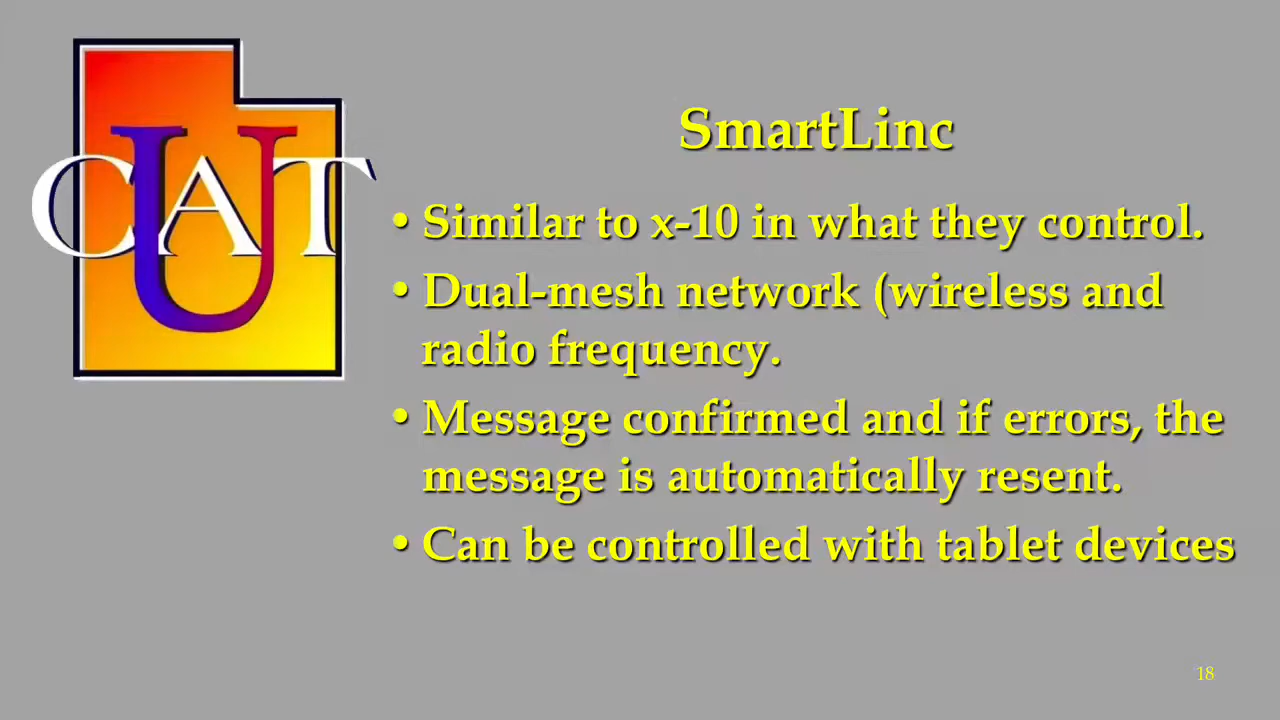 UCAT
SmartLinc
• Similar to x-10 in what they control.
• Dual-mesh network (wireless and
radio frequency.
• Message confirmed and if errors, the
message is automatically resent.
• Can be controlled with tablet devices
18